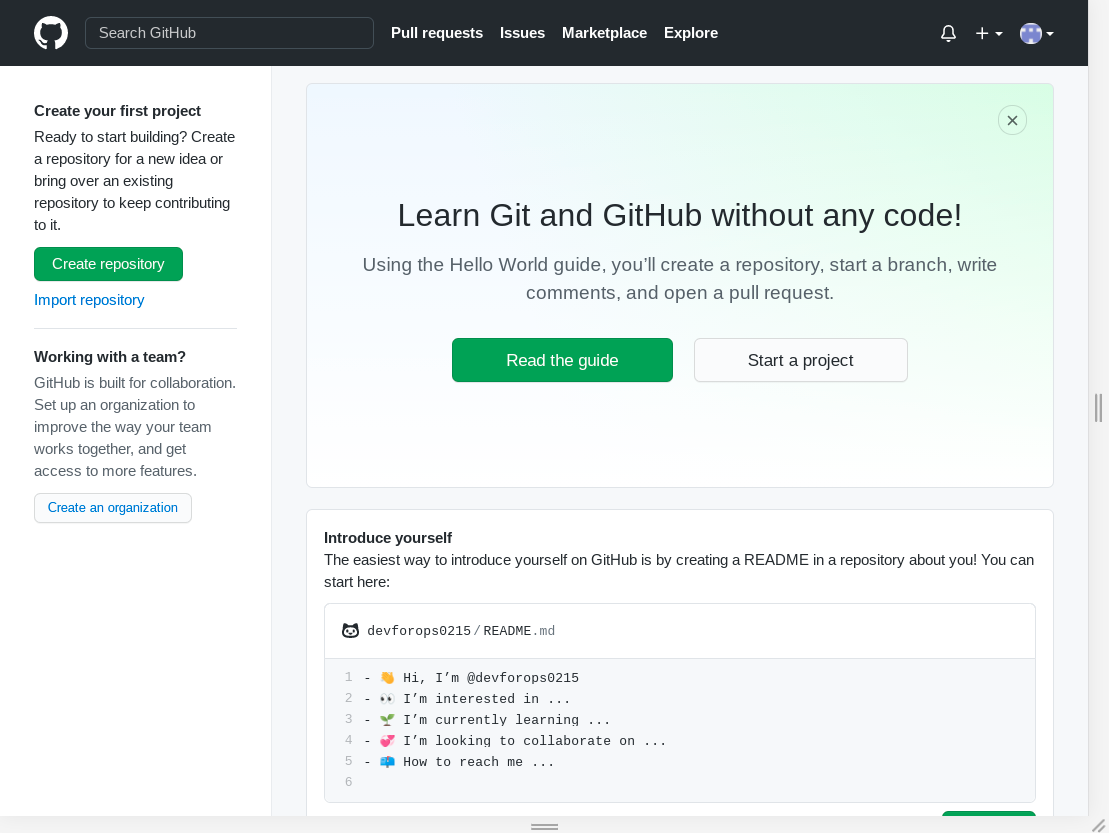 Search GitHub
Pull requests Issues Marketplace Explore
Create your first project
Ready to start building? Create
a repository for a new idea or
bring over an existing
repository to keep contributing
to it.
Create repository
Import repository
Working with a team?
GitHub is built for collaboration.
Set up an organization to
improve the way your team
works together, and get
access to more features.
Create an organization
Learn Git and GitHub without any code!
Using the Hello World guide, you’ll create a repository, start a branch, write
comments, and open a pull request.
Read the guide
Start a project
Introduce yourself
The easiest way to introduce yourself on GitHub is by creating a README in a repository about you! You can
start here:
devforops0215/README.md
1 - 👋 Hi, I’m @devforops0215
2 - 👀 I’m interested in ...
3 - 🌱 I’m currently learning ...
4 - 💞️ I’m looking to collaborate on ...
5 - 📫 How to reach me ...
6